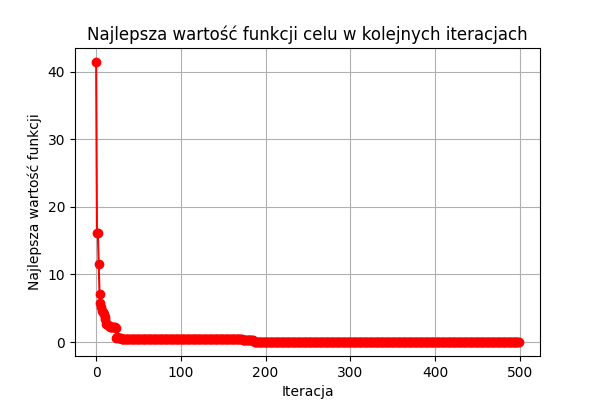 Najlepsza wartość funkcji celu w kolejnych iteracjach
Najlepsza wartość funkcji
40
30
20
10
0
0 100 200 300 400 500
Iteracja